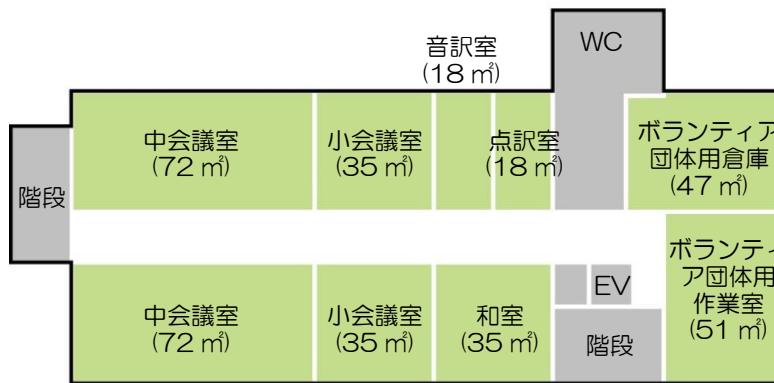 音訳室
(18 ㎡)
WC
中会議室
(72 ㎡)
小会議室
(35 ㎡)
点訳室
(18 ㎡)
ボランティア
団体用倉庫
(47 ㎡)
階段
中会議室
(72 ㎡)
小会議室
(35 ㎡)
和室
(35 ㎡)
EV
階段
ボランティ
ア団体用
作業室
(51 ㎡)